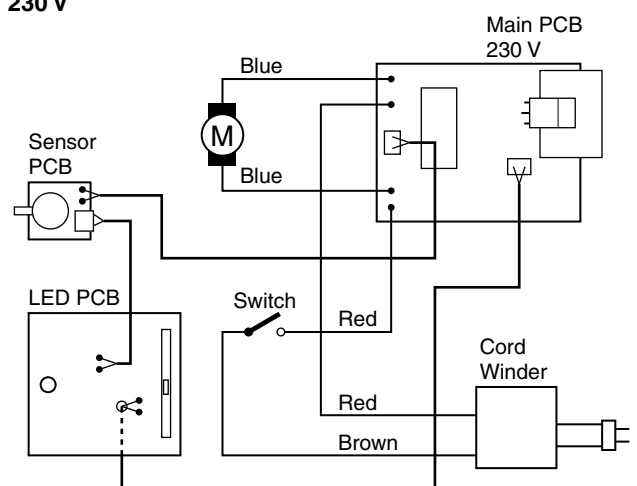 230 V
Main PCB
230 V
Blue
M
Sensor
PCB
Blue
LED PCB
Switch
Red
Cord
Winder
Red
Brown